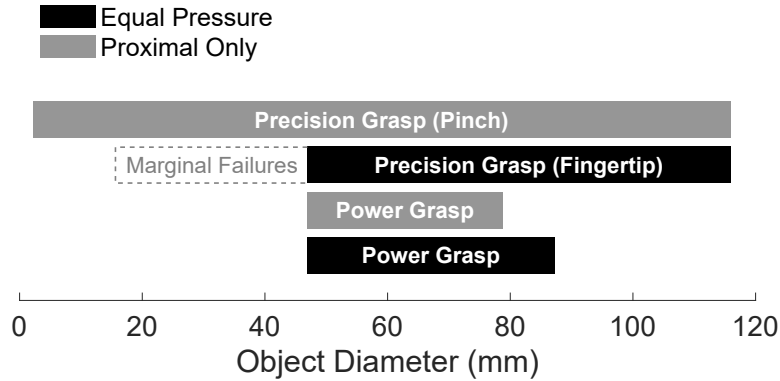 Equal Pressure
Proximal Only
Precision Grasp (Pinch)
Marginal Failures Precision Grasp (Fingertip)
Power Grasp
Power Grasp
0 20 40 60 80 100 120
Object Diameter (mm)